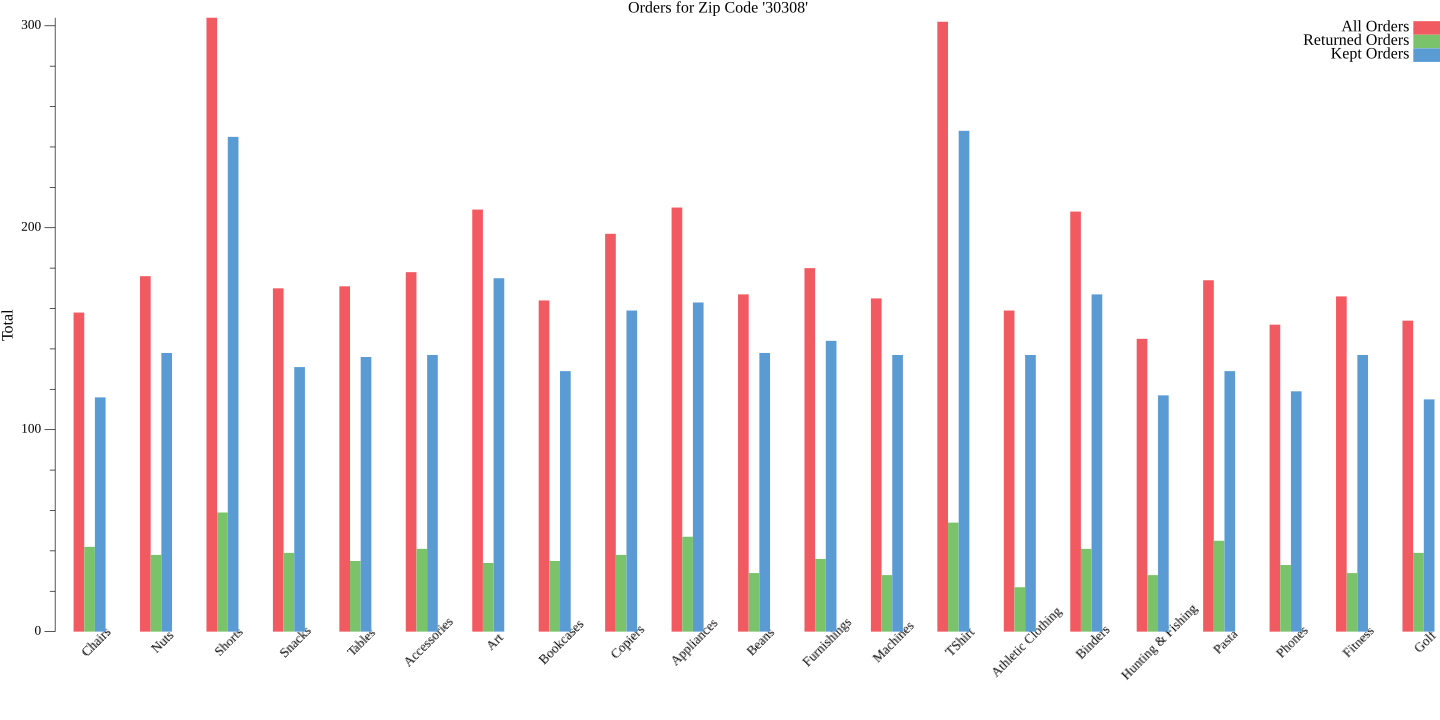 Orders for Zip Code '30308'
All Orders
Returned Orders
Kept Orders
Total
300
200
100
0
Chairs
Nuts
Shorts
Snacks
Tables
Accessories
Art
Bookcases
Copiers
Appliances
Beans
Furnishings
Machines
TShirt
Athletic Clothing
Binders
Hunting & Fishing
Pasta
Phones
Fitness
Golf